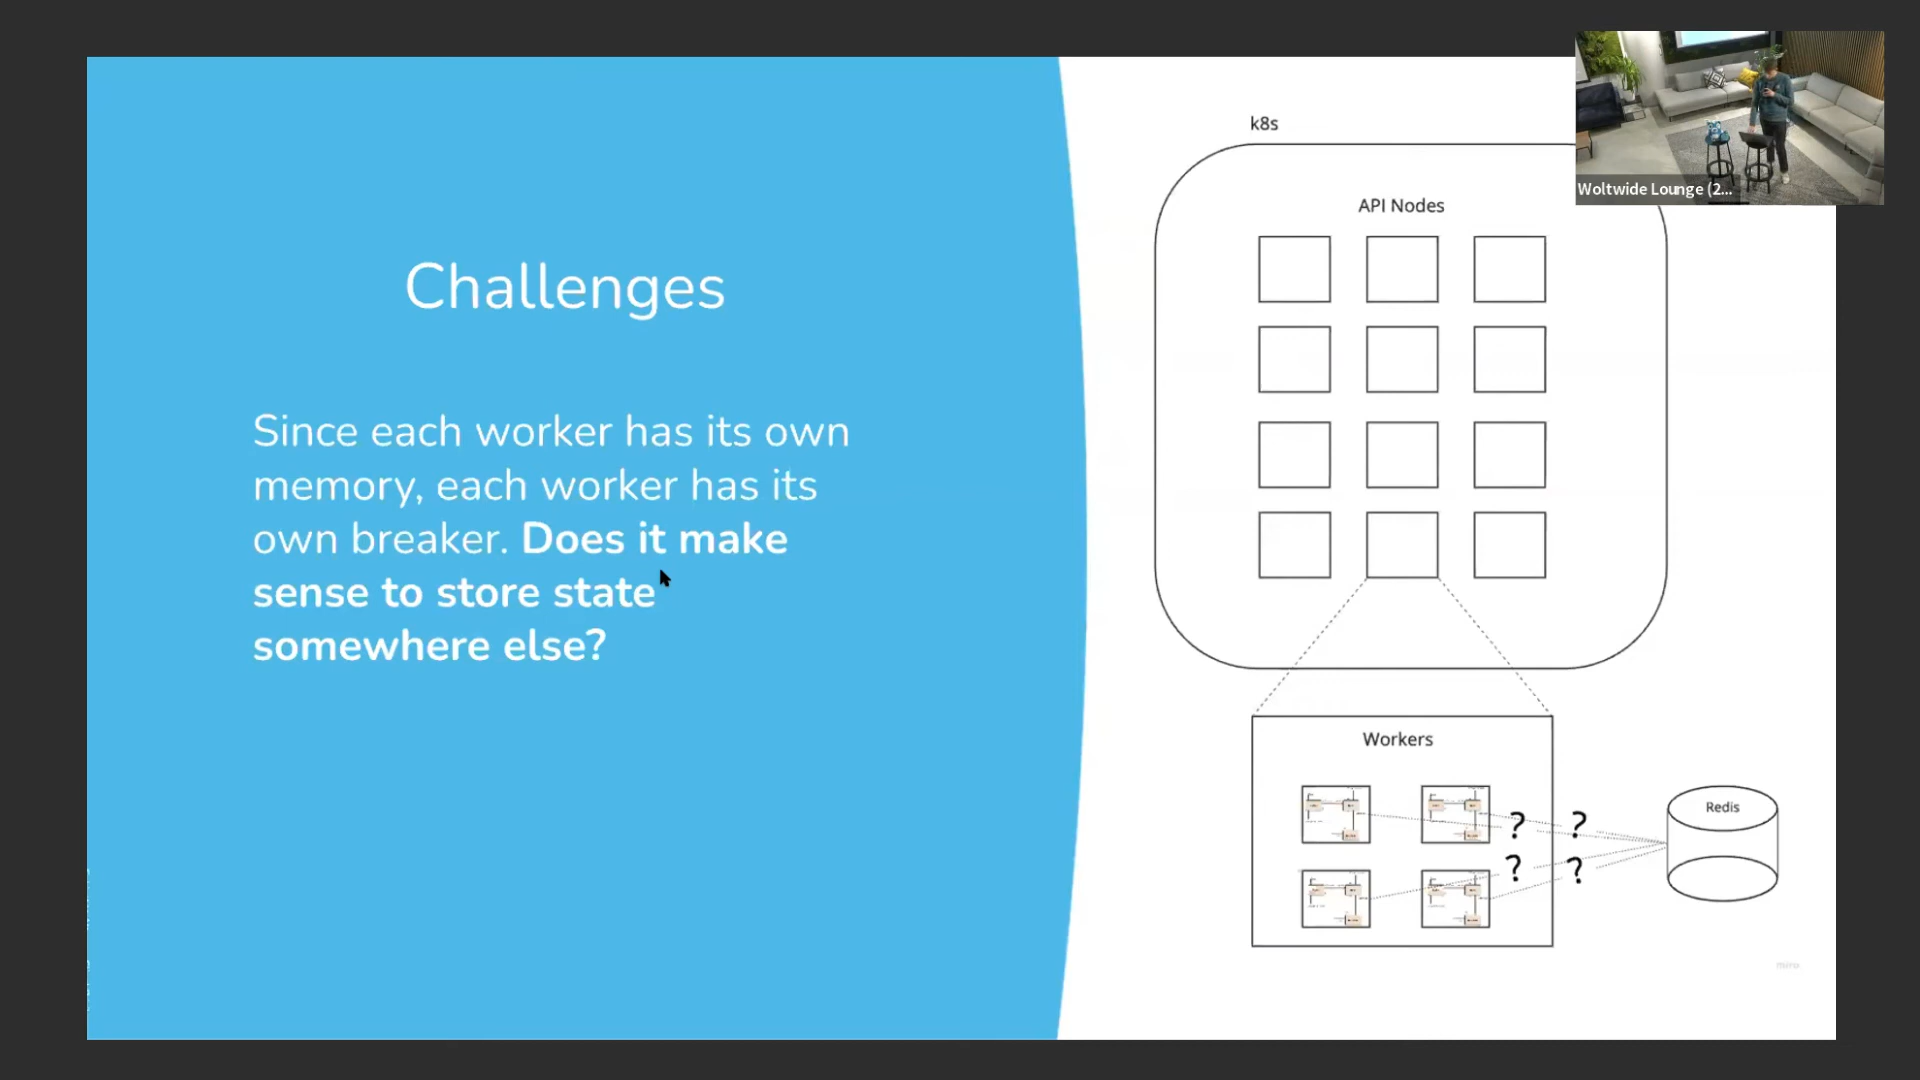 Challenges
Since each worker has its own
memory, each worker has its
own breaker. Does it make
sense to store state
somewhere else?
k8s
API Nodes
Workers
? ?
? ?
Redis
miro
Woltwide Lounge (2...